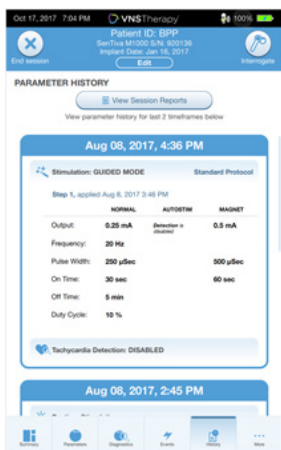 Oct 17, 2017 7:04 PM VNSTherapy 100%
Patient ID: BPP
SenTiva M1000 S/N: 920136
Implant Date: Jan 16, 2017
End session Edit Interrogate
PARAMETER HISTORY
View Session Reports
View parameter history for last 2 timeframes below
Aug 08, 2017, 4:36 PM
Stimulation: GUIDED MODE Standard Protocol
Step 1, applied Aug 8, 2017 3:46 PM
NORMAL AUTOSTIM MAGNET
Output: 0.25 mA Detection is disabled 0.5 mA
Frequency: 20 Hz
Pulse Width: 250 µSec 500 µSec
On Time: 30 sec 60 sec
Off Time: 5 min
Duty Cycle: 10 %
Tachycardia Detection: DISABLED
Aug 08, 2017, 2:45 PM
Summary Parameters Diagnostics Events History More